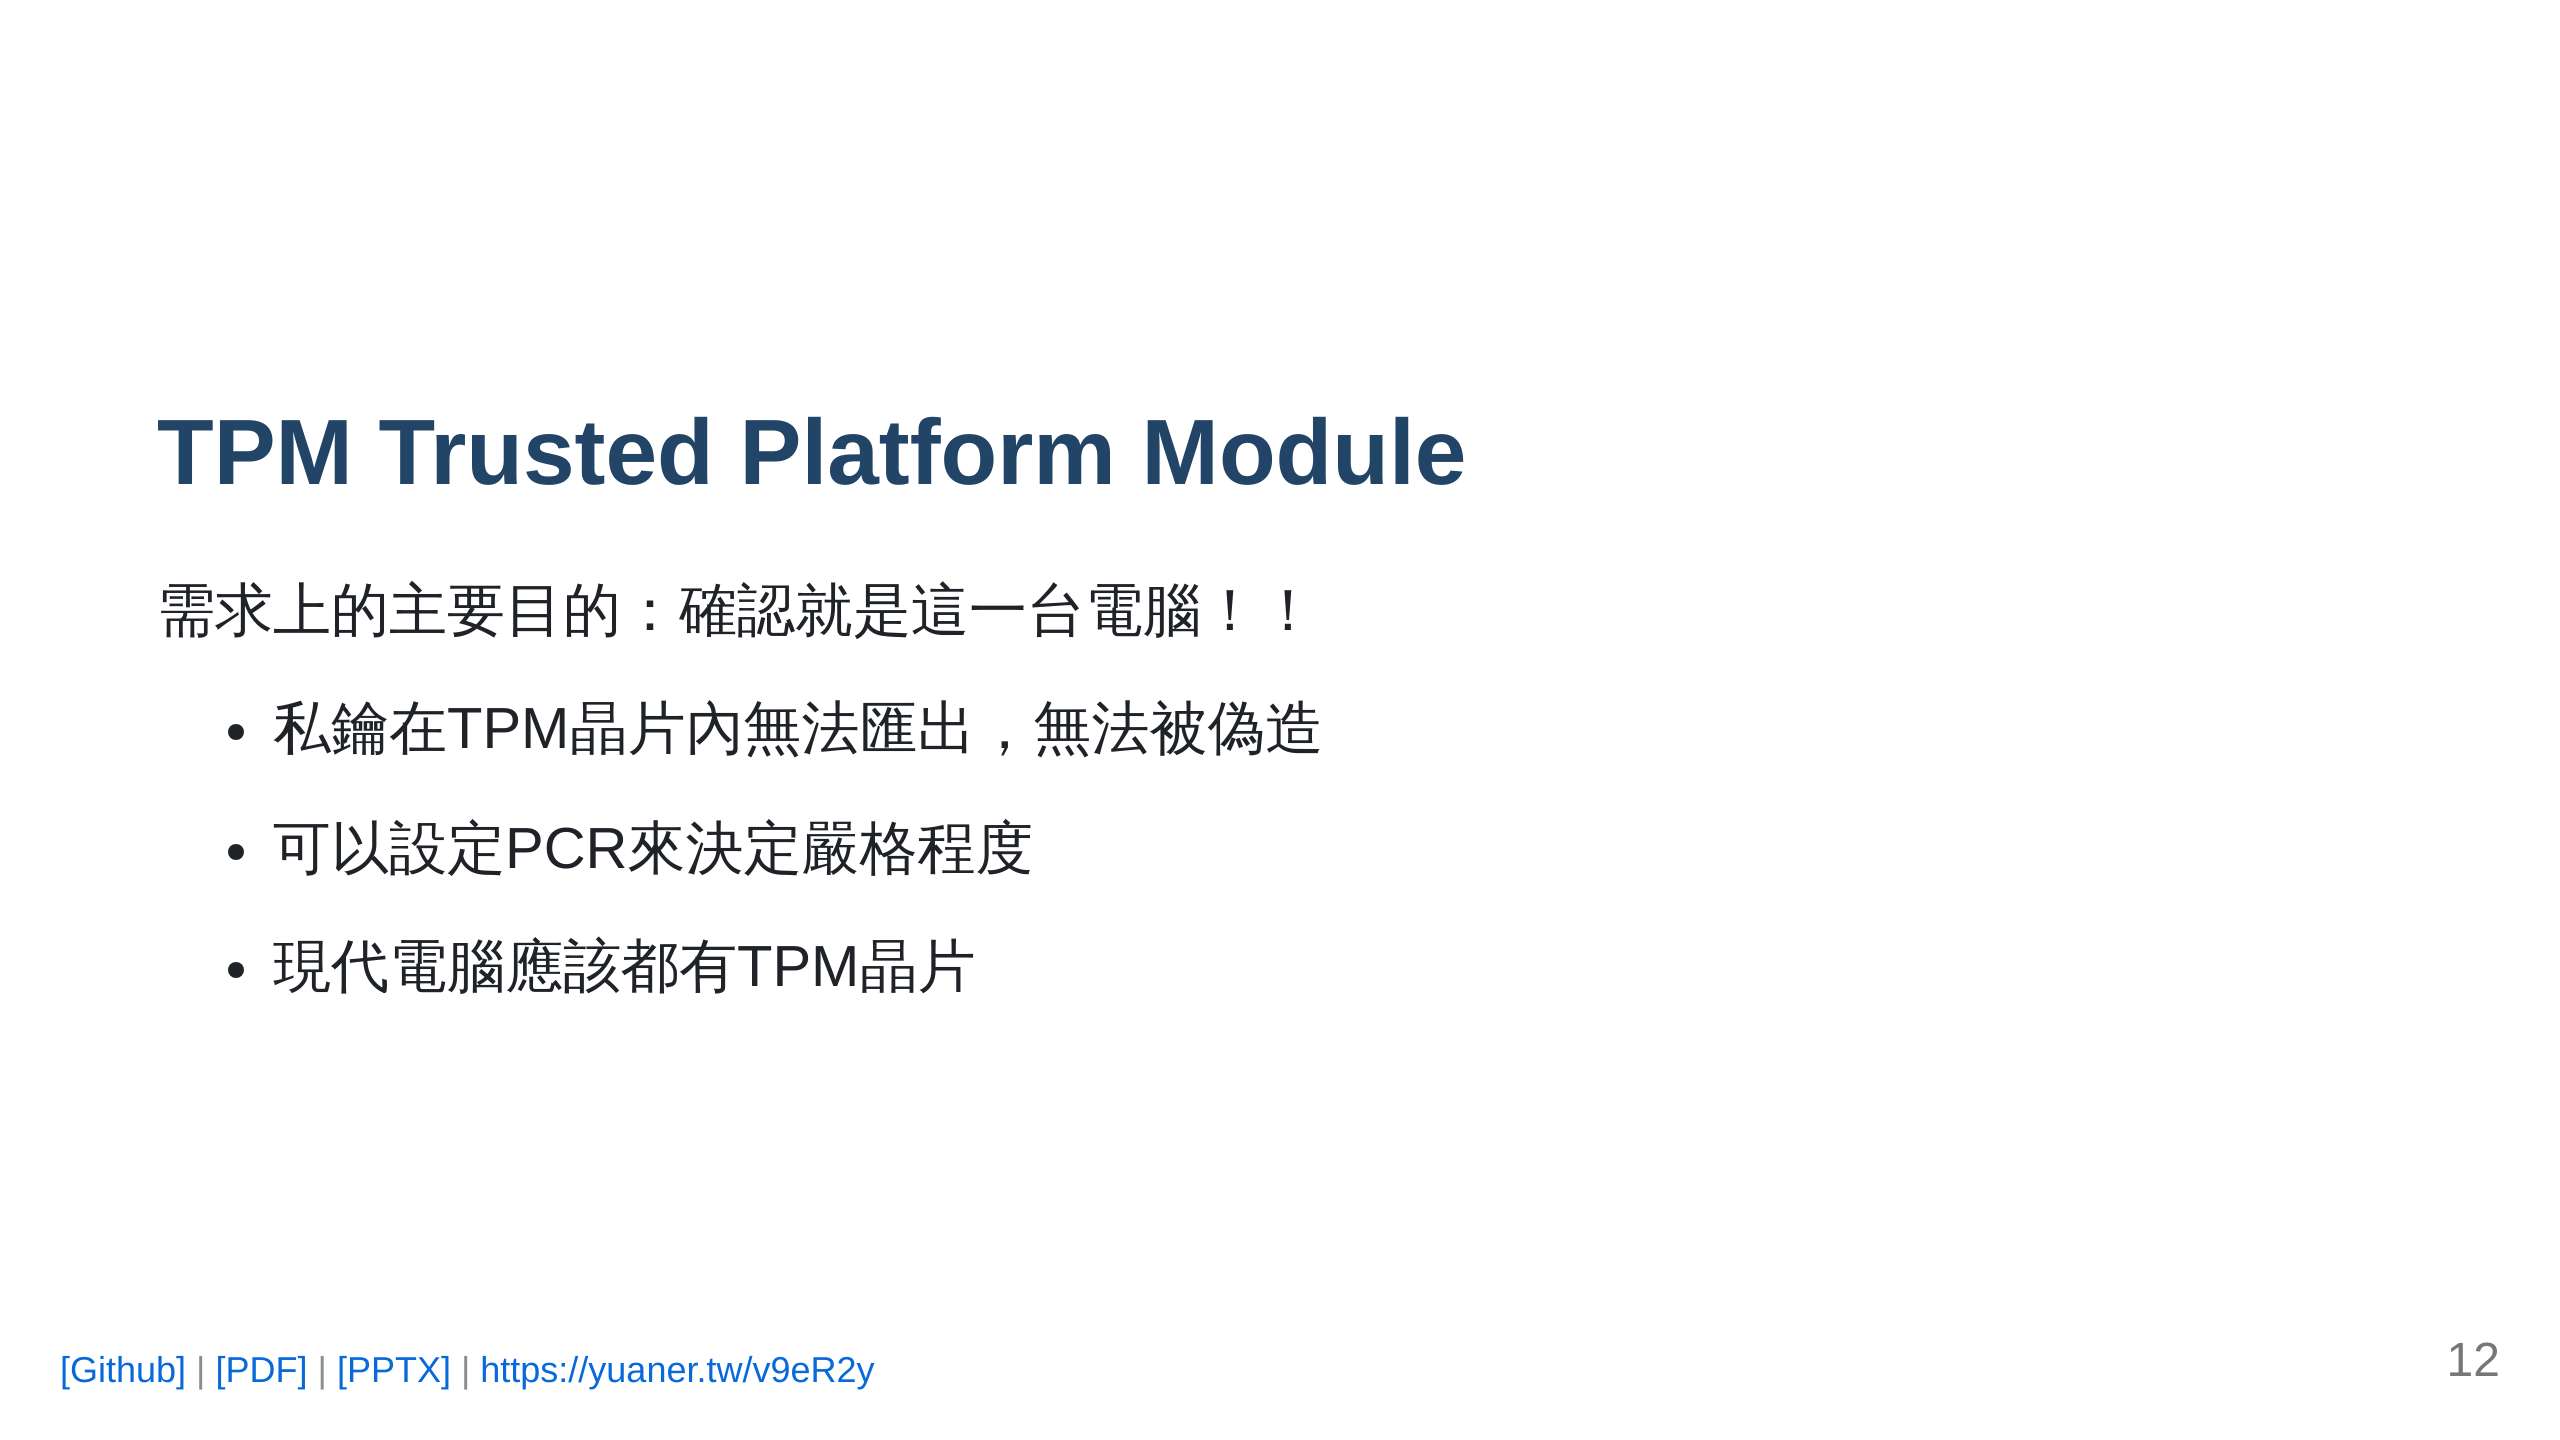 TPM Trusted Platform Module
需求上的主要目的：確認就是這一台電腦！！
• 私鑰在TPM晶片內無法匯出，無法被偽造
• 可以設定PCR來決定嚴格程度
• 現代電腦應該都有TPM晶片
[Github] | [PDF] | [PPTX] | https://yuaner.tw/v9eR2y
12